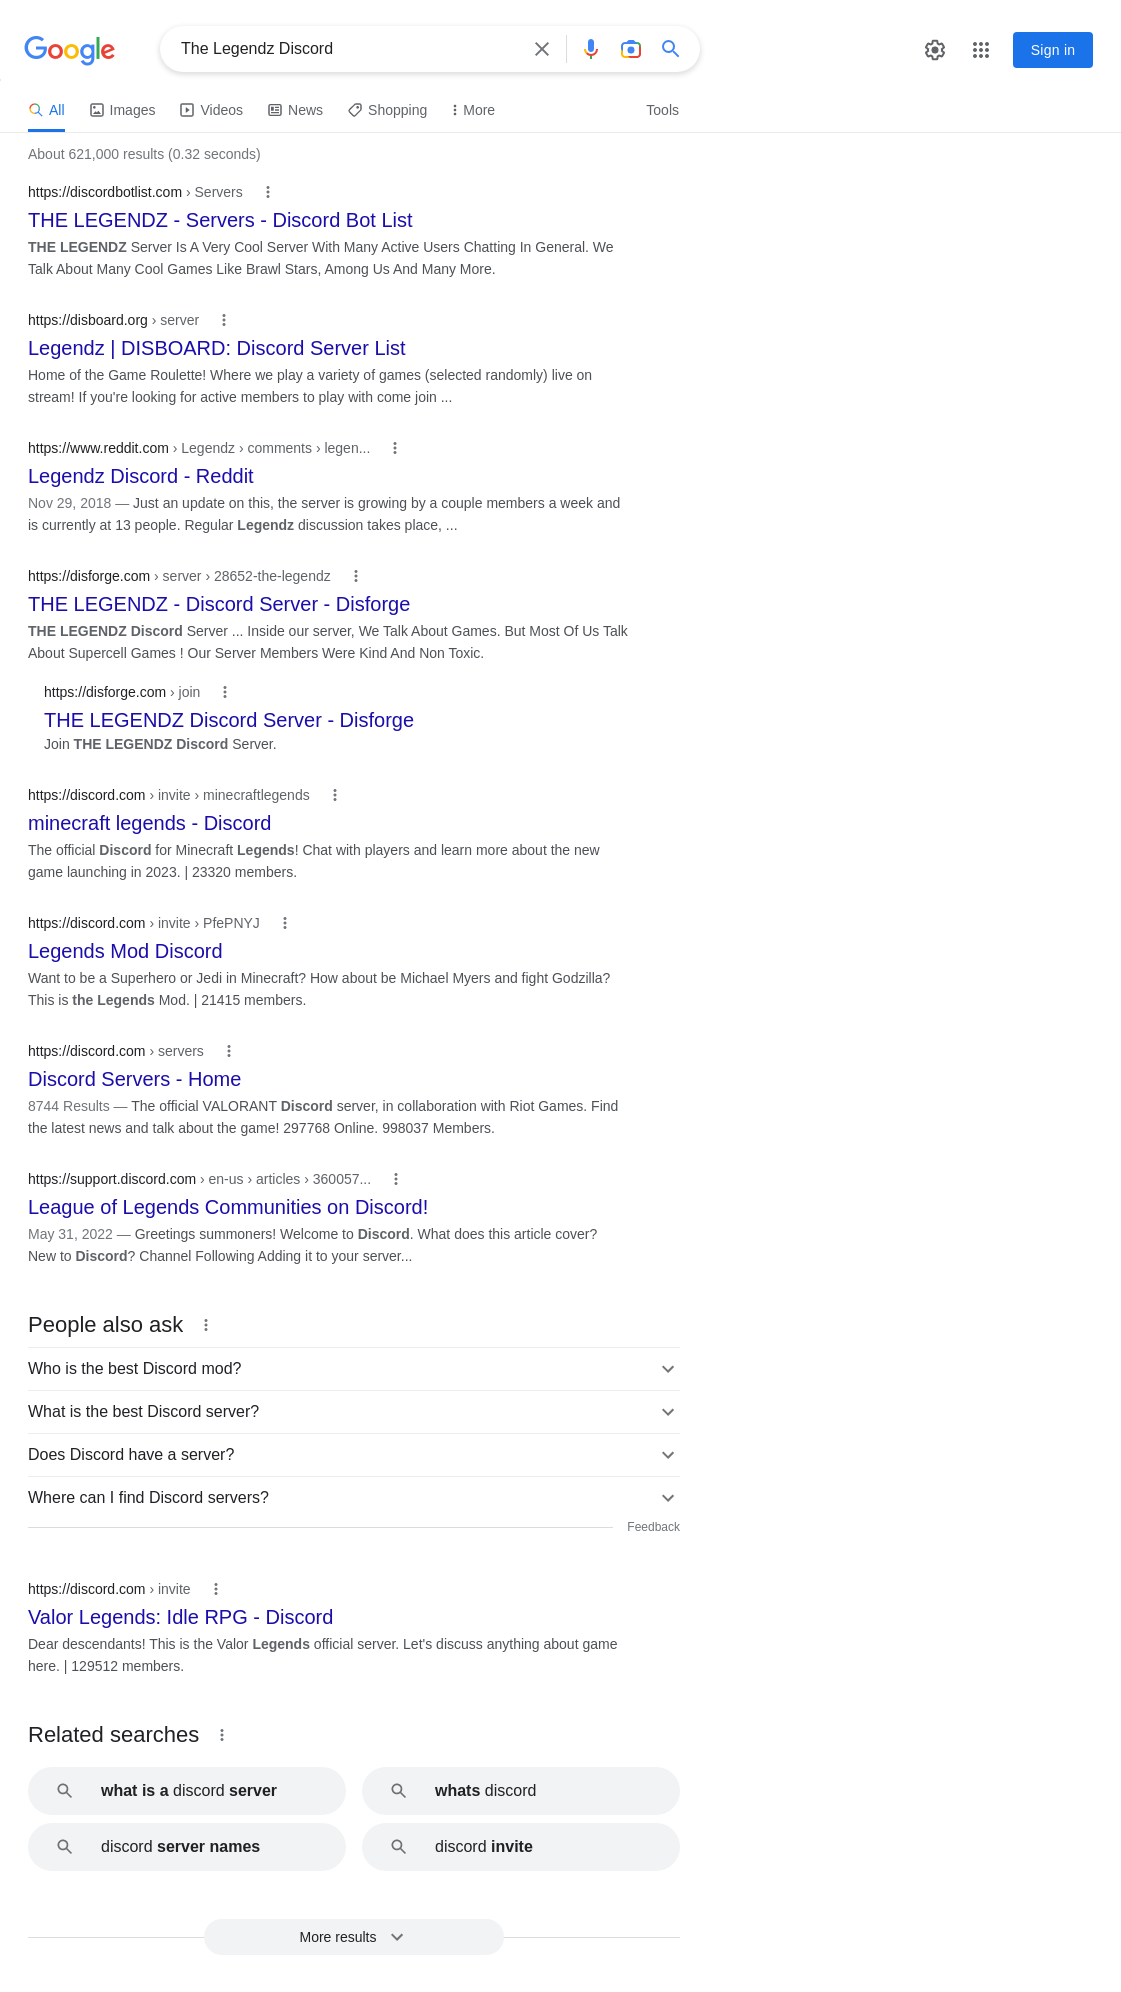 Google
The Legendz Discord
Sign in
All
Images
Videos
News
Shopping
More
Tools
About 621,000 results (0.32 seconds)
https://discordbotlist.com › Servers
THE LEGENDZ - Servers - Discord Bot List
THE LEGENDZ Server Is A Very Cool Server With Many Active Users Chatting In General. We
Talk About Many Cool Games Like Brawl Stars, Among Us And Many More.
https://disboard.org › server
Legendz | DISBOARD: Discord Server List
Home of the Game Roulette! Where we play a variety of games (selected randomly) live on
stream! If you're looking for active members to play with come join ...
https://www.reddit.com › Legendz › comments › legen...
Legendz Discord - Reddit
Nov 29, 2018 — Just an update on this, the server is growing by a couple members a week and
is currently at 13 people. Regular Legendz discussion takes place, ...
https://disforge.com › server › 28652-the-legendz
THE LEGENDZ - Discord Server - Disforge
THE LEGENDZ Discord Server ... Inside our server, We Talk About Games. But Most Of Us Talk
About Supercell Games ! Our Server Members Were Kind And Non Toxic.
https://disforge.com › join
THE LEGENDZ Discord Server - Disforge
Join THE LEGENDZ Discord Server.
https://discord.com › invite › minecraftlegends
minecraft legends - Discord
The official Discord for Minecraft Legends! Chat with players and learn more about the new
game launching in 2023. | 23320 members.
https://discord.com › invite › PfePNYJ
Legends Mod Discord
Want to be a Superhero or Jedi in Minecraft? How about be Michael Myers and fight Godzilla?
This is the Legends Mod. | 21415 members.
https://discord.com › servers
Discord Servers - Home
8744 Results — The official VALORANT Discord server, in collaboration with Riot Games. Find
the latest news and talk about the game! 297768 Online. 998037 Members.
https://support.discord.com › en-us › articles › 360057...
League of Legends Communities on Discord!
May 31, 2022 — Greetings summoners! Welcome to Discord. What does this article cover?
New to Discord? Channel Following Adding it to your server...
People also ask
Who is the best Discord mod?
What is the best Discord server?
Does Discord have a server?
Where can I find Discord servers?
Feedback
https://discord.com › invite
Valor Legends: Idle RPG - Discord
Dear descendants! This is the Valor Legends official server. Let's discuss anything about game
here. | 129512 members.
Related searches
what is a discord server
whats discord
discord server names
discord invite
More results